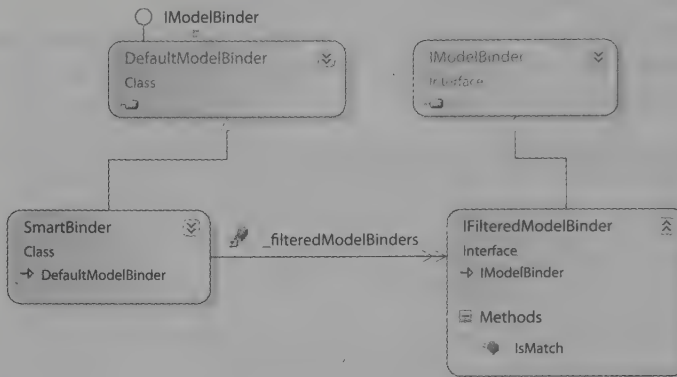 IModelBinder
DefaultModelBinder
Class
IModelBinder
Interface
SmartBinder
Class
DefaultModelBinder
_filteredModelBinders
IFilteredModelBinder
Interface
IModelBinder
Methods
IsMatch